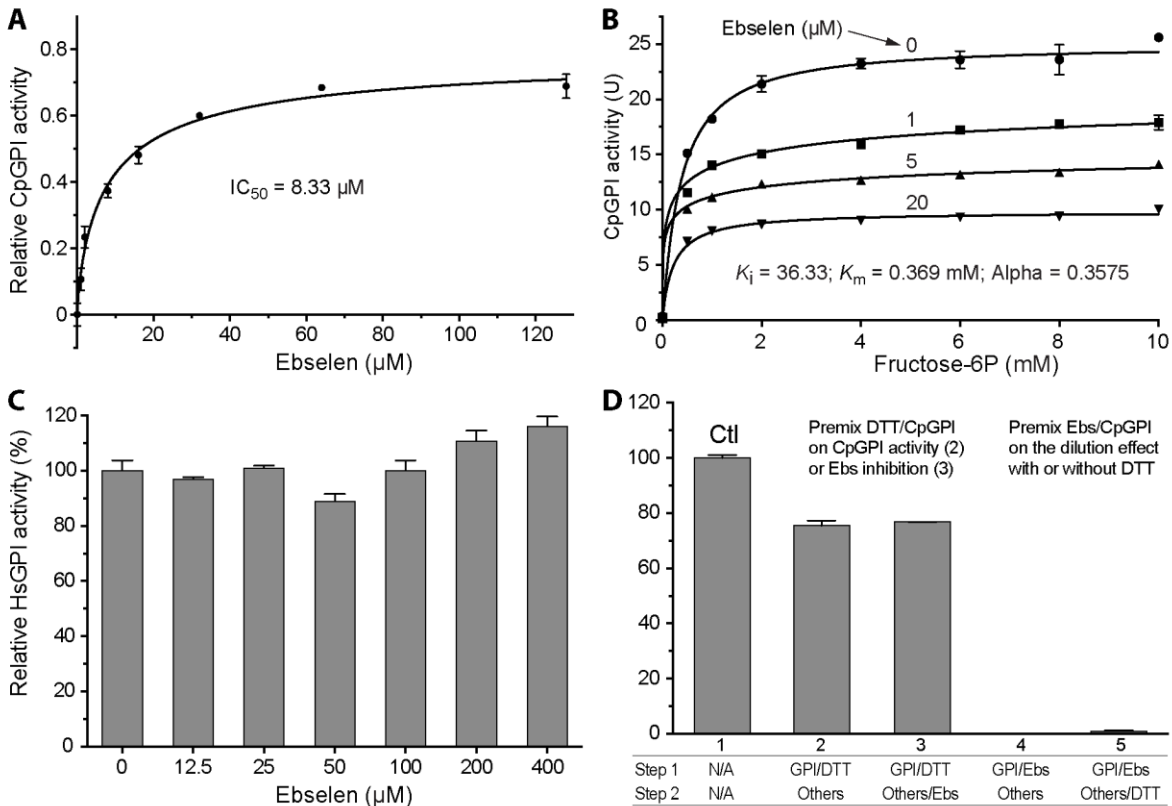 A
Relative CpGPI activity
0.8
0.6
0.4
0.2
0
IC50 = 8.33 µM
20 40 60 80 100 120
Ebselen (µM)
B
CpGPI activity (U)
25
20
15
10
5
0
Ebselen (µM)
0
1
5
20
Ki = 36.33; Km = 0.369 mM; Alpha = 0.3575
0 2 4 6 8 10
Fructose-6P (mM)
C
Relative HsGPI activity (%)
120
100
80
60
40
20
0
0 12.5 25 50 100 200 400
Ebselen (µM)
D
120
100
80
60
40
20
0
Ctl
Premix DTT/CpGPI
on CpGPI activity (2)
or Ebs inhibition (3)
Premix Ebs/CpGPI
on the dilution effect
with or without DTT
1 2 3 4 5
Step 1 N/A GPI/DTT GPI/DTT GPI/Ebs GPI/Ebs
Step 2 N/A Others Others/Ebs Others Others/DTT